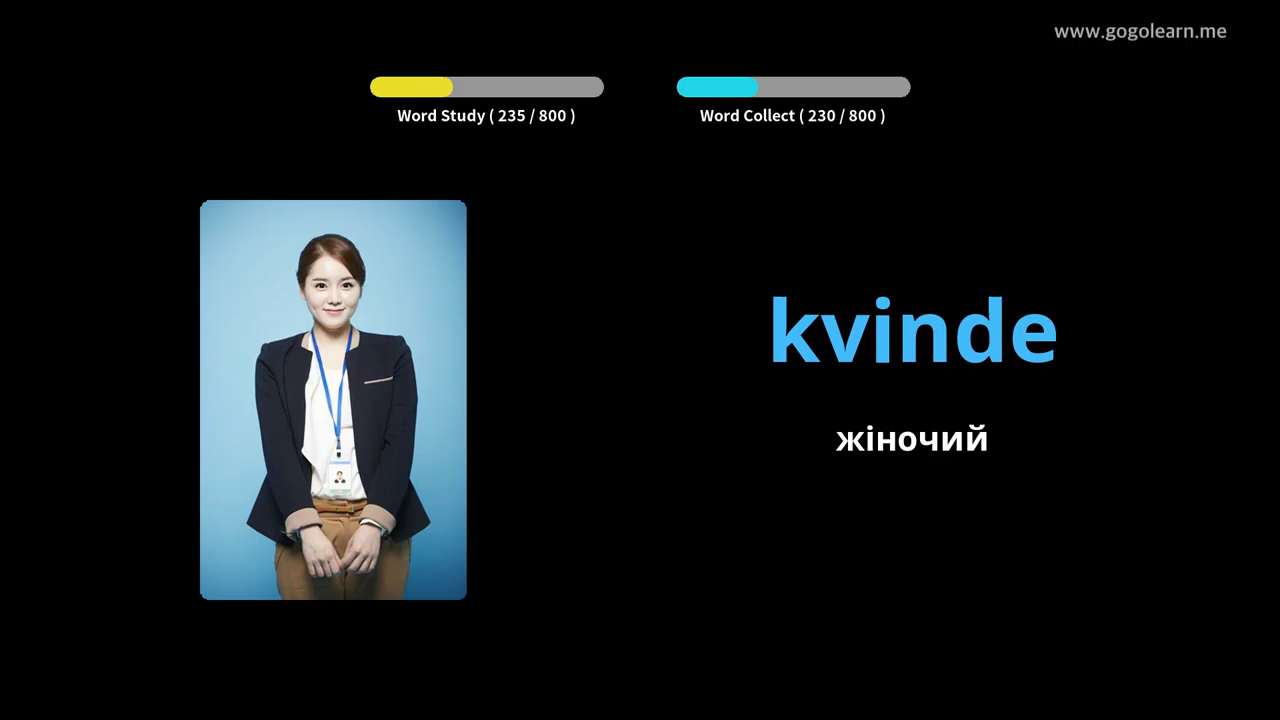 www.gogolearn.me
Word Study ( 235 / 800 )
Word Collect ( 230 / 800 )
kvinde
жіночий